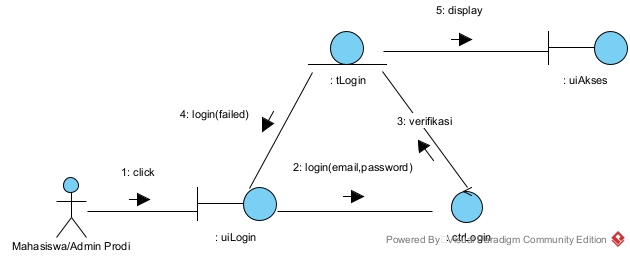 5: display
: tLogin
: uiAkses
4: login(failed)
3: verifikasi
1: click
2: login(email,password)
: uiLogin
: ctrLogin
Mahasiswa/Admin Prodi
Powered By Visual Paradigm Community Edition